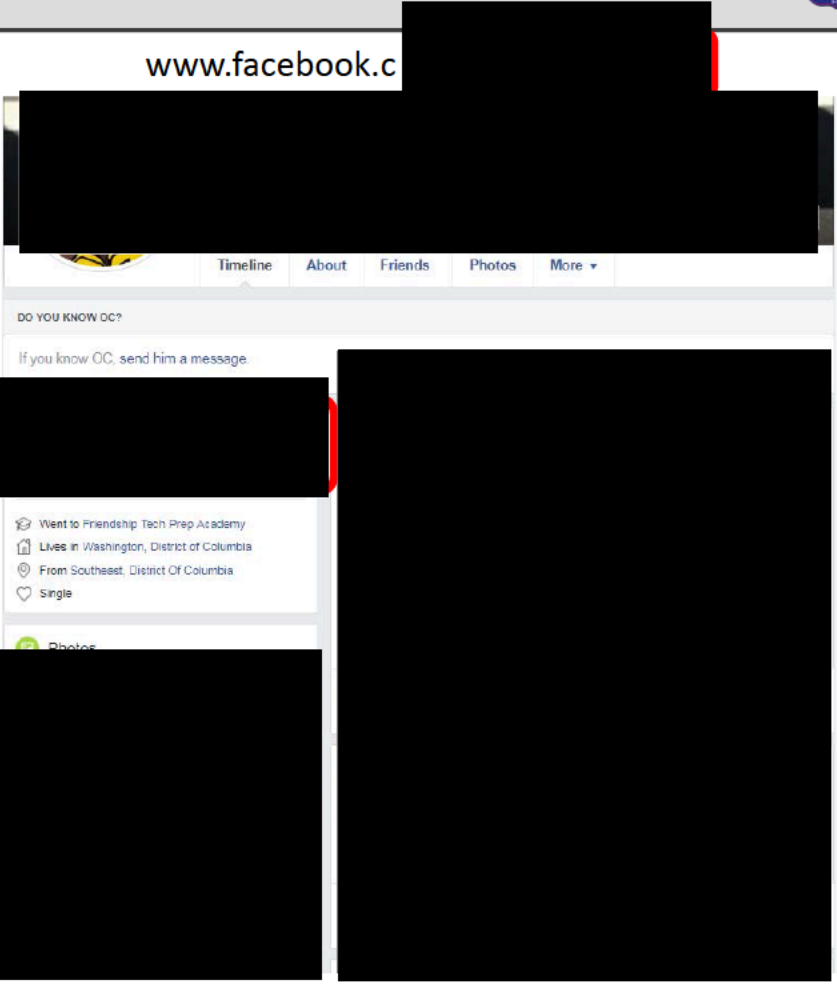 www.facebook.c
Timeline About Friends Photos More
DO YOU KNOW OC?
If you know OC, send him a message.
Went to Friendship Tech Prep Academy
Lives in Washington, District of Columbia
From Southeast, District Of Columbia
Single
Photos